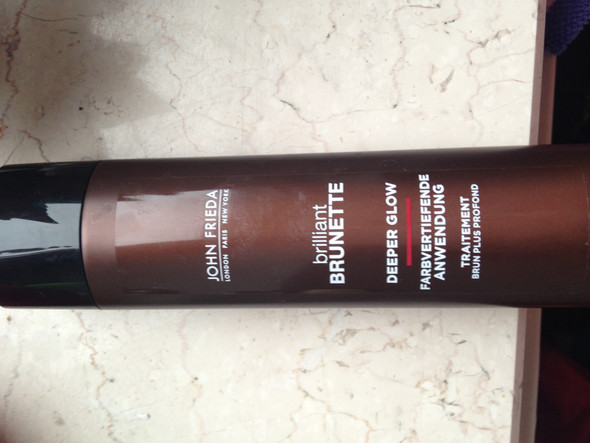 JOHN FRIEDA
LONDON PARIS NEW YORK
brilliant
BRUNETTE
DEEPER GLOW
FARBVERTIEFENDE
ANWENDUNG
TRAITEMENT
BRUN PLUS PROFOND